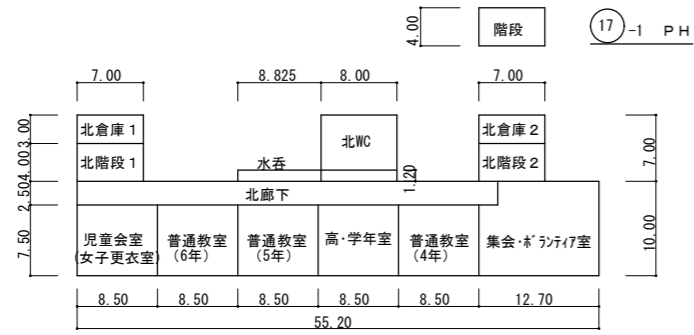 4.00
階段
17 -1 PH
7.00
8.825
8.00
7.00
3.00
北倉庫1
北WC
北倉庫2
7.00
4.00
北階段1
水呑
1.20
北階段2
2.50
北廊下
10.00
7.50
児童会室
(女子更衣室)
普通教室
(6年)
普通教室
(5年)
高・学年室
普通教室
(4年)
集会・ボランティア室
8.50
8.50
8.50
8.50
8.50
12.70
55.20